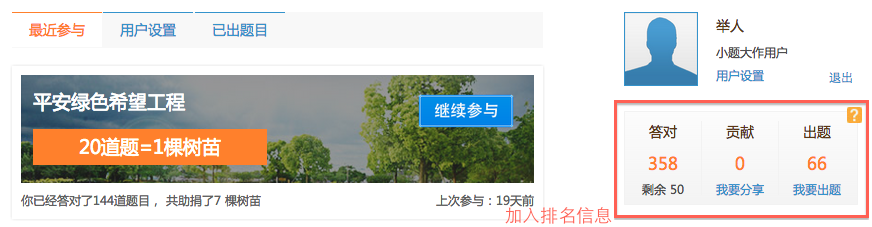 最近参与
用户设置
已出题目
平安绿色希望工程
20道题=1棵树苗
继续参与
你已经答对了144道题目，共助捐了7 棵树苗
上次参与：19天前
举人
小题大作用户
用户设置
退出
?
答对
贡献
出题
358
0
66
剩余 50
我要分享
我要出题
加入排名信息